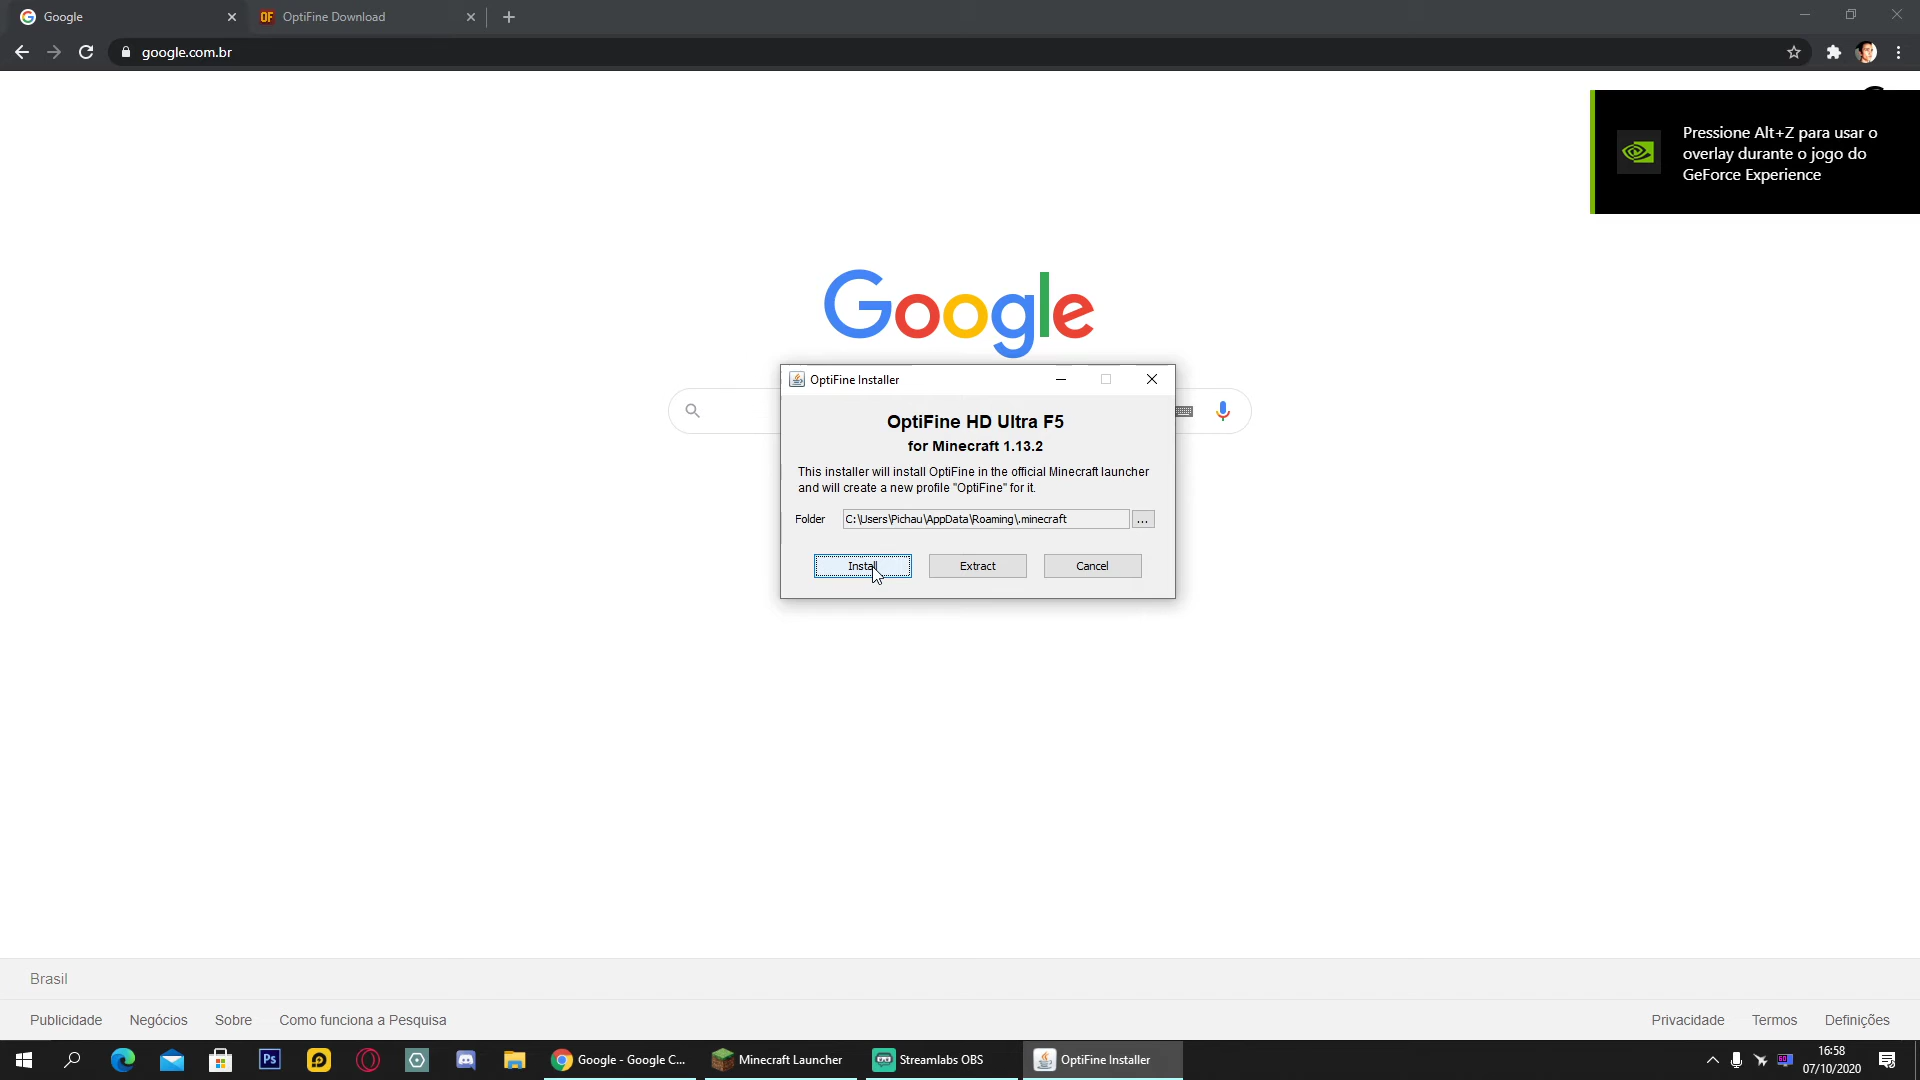 Google
OF OptiFine Download
google.com.br
Pressione Alt+Z para usar o
overlay durante o jogo do
GeForce Experience
Google
OptiFine Installer
OptiFine HD Ultra F5
for Minecraft 1.13.2
This installer will install OptiFine in the official Minecraft launcher
and will create a new profile "OptiFine" for it.
Folder C:\Users\Pichau\AppData\Roaming\.minecraft ...
Install Extract Cancel
Brasil
Publicidade Negócios Sobre Como funciona a Pesquisa Privacidade Termos Definições
Ps Google - Google C... Minecraft Launcher Streamlabs OBS OptiFine Installer
16:58
07/10/2020